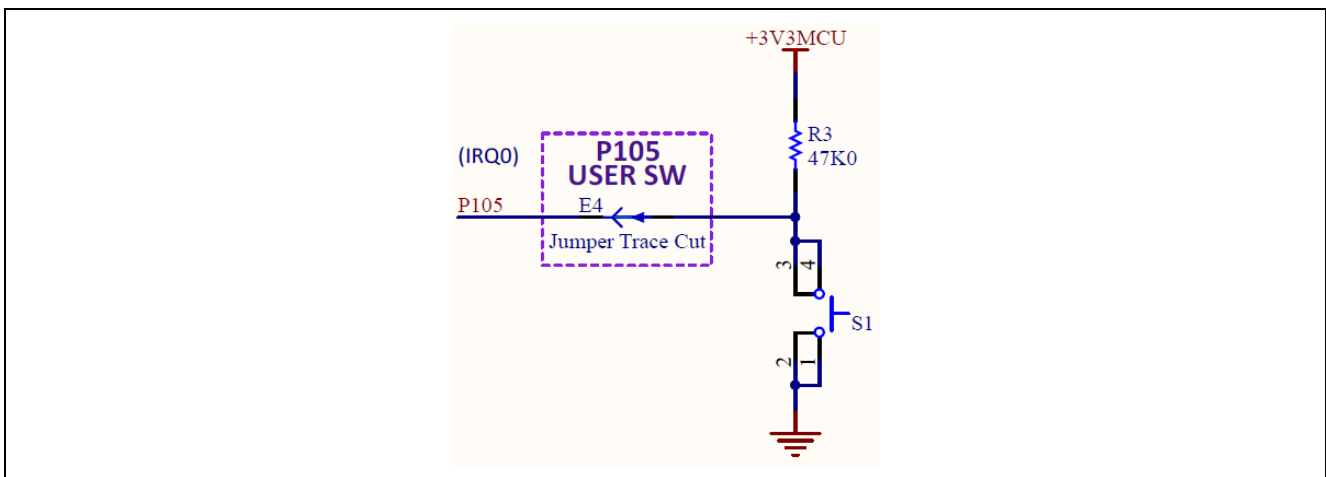 +3V3MCU
R3
47K0
(IRQ0)
P105
USER SW
P105
E4
Jumper Trace Cut
3
4
S1
2
1